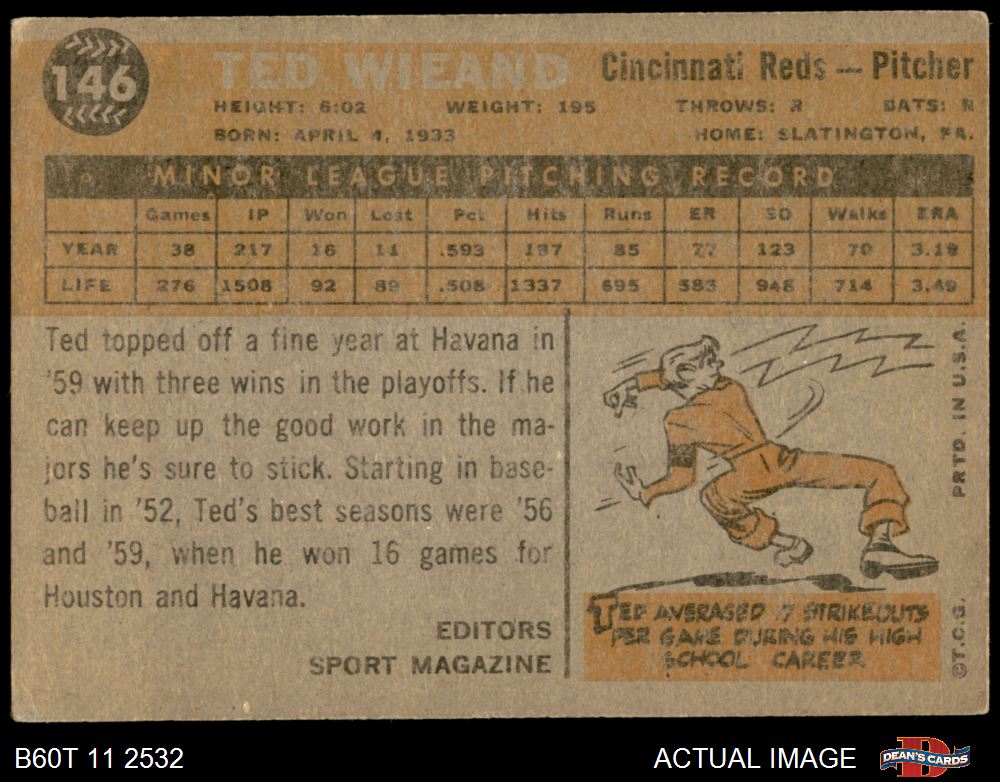 146
TED WIEAND Cincinnati Reds — Pitcher
HEIGHT: 6:02 WEIGHT: 195 THROWS: R BATS: R
BORN: APRIL 4, 1933 HOME: SLATINGTON, PA.
MINOR LEAGUE PITCHING RECORD
Games IP Won Lost Pct Hits Runs ER SO Walks ERA
YEAR 38 217 16 11 .593 187 85 77 123 70 3.19
LIFE 276 1508 92 89 .508 1337 695 583 948 714 3.49
Ted topped off a fine year at Havana in
'59 with three wins in the playoffs. If he
can keep up the good work in the ma-
jors he's sure to stick. Starting in base-
ball in '52, Ted's best seasons were '56
and '59, when he won 16 games for
Houston and Havana.
EDITORS
SPORT MAGAZINE
TED AVERAGED 17 STRIKEOUTS
PER GAME DURING HIS HIGH
SCHOOL CAREER
PRTD. IN U.S.A.
©T.C.G.
B60T 11 2532
ACTUAL IMAGE
DEAN'S CARDS